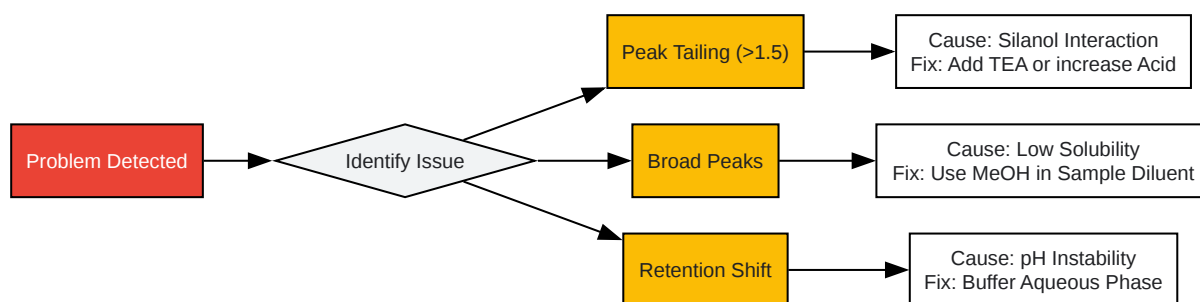 Problem Detected
Identify Issue
Peak Tailing (>1.5)
Cause: Silanol Interaction
Fix: Add TEA or increase Acid
Broad Peaks
Cause: Low Solubility
Fix: Use MeOH in Sample Diluent
Retention Shift
Cause: pH Instability
Fix: Buffer Aqueous Phase